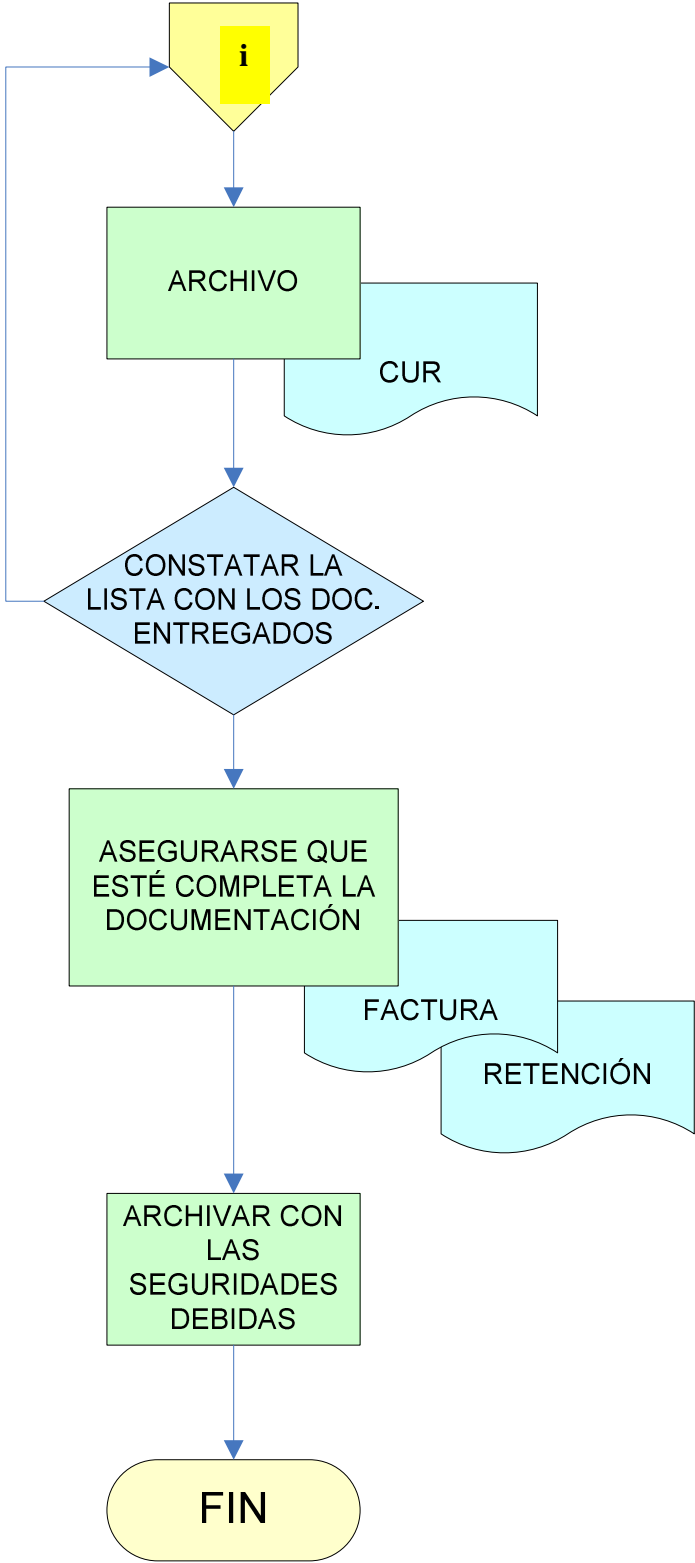 i
ARCHIVO
CUR
CONSTATAR LA
LISTA CON LOS DOC.
ENTREGADOS
ASEGURARSE QUE
ESTÉ COMPLETA LA
DOCUMENTACIÓN
FACTURA
RETENCIÓN
ARCHIVAR CON
LAS
SEGURIDADES
DEBIDAS
FIN